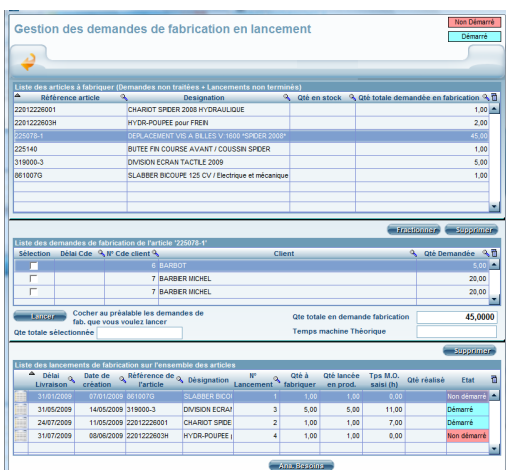 Gestion des demandes de fabrication en lancement
Non Démarré
Démarré
Liste des articles à fabriquer (Demandes non traitées + Lancements non terminés)
Référence article Désignation Qté en stock Qté totale demandée en fabrication
22012226001 CHARIOT SPIDER 2008 HYDRAULIQUE 1,00
2201222603H HYDR-POUPEE pour FREIN 2,00
225078-1 DEPLACEMENT VIS A BILLES V:1600 *SPIDER 2008* 45,00
225140 BUTEE FIN COURSE AVANT / COUSSIN SPIDER 1,00
319000-3 DIVISION ECRAN TACTILE 2009 5,00
861007G SLABBER BICOUPE 125 CV / Electrique et mécanique 1,00
Fractionner Supprimer
Liste des demandes de fabrication de l'article '225078-1'
Sélection Délai Cde N° Cde client Client Qté Demandée
6 BARBOT 5,00
7 BARBIER MICHEL 20,00
7 BARBIER MICHEL 20,00
Lancer Cocher au préalable les demandes de
fab. que vous voulez lancer
Qte totale en demande fabrication 45,0000
Qte totale sélectionnée Temps machine Théorique
Supprimer
Liste des lancements de fabrication sur l'ensemble des articles
Délai Livraison Date de création Référence de l'article Désignation N° Lancement Qté à fabriquer Qté lancée en prod. Tps M.O. saisi (h) Qté réalisé Etat
31/01/2009 07/01/2009 861007G SLABBER BICOU 1 1,00 1,00 0,00 Non démarré
31/05/2009 14/05/2009 319000-3 DIVISION ECRAN 3 5,00 5,00 11,00 Démarré
24/07/2009 11/05/2009 22012226001 CHARIOT SPIDE 2 1,00 1,00 7,00 Démarré
31/07/2009 08/06/2009 2201222603H HYDR-POUPEE 4 1,00 1,00 0,00 Non démarré
Ana. Besoins